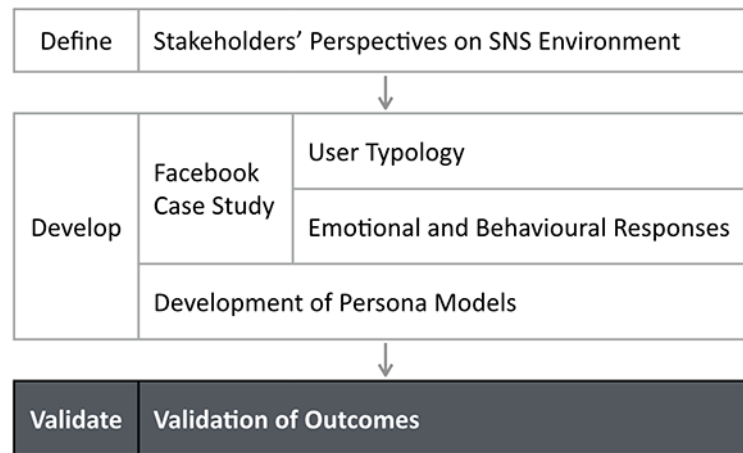 Define Stakeholders’ Perspectives on SNS Environment
User Typology
Facebook
Case Study
Develop
Emotional and Behavioural Responses
Development of Persona Models
Validate Validation of Outcomes